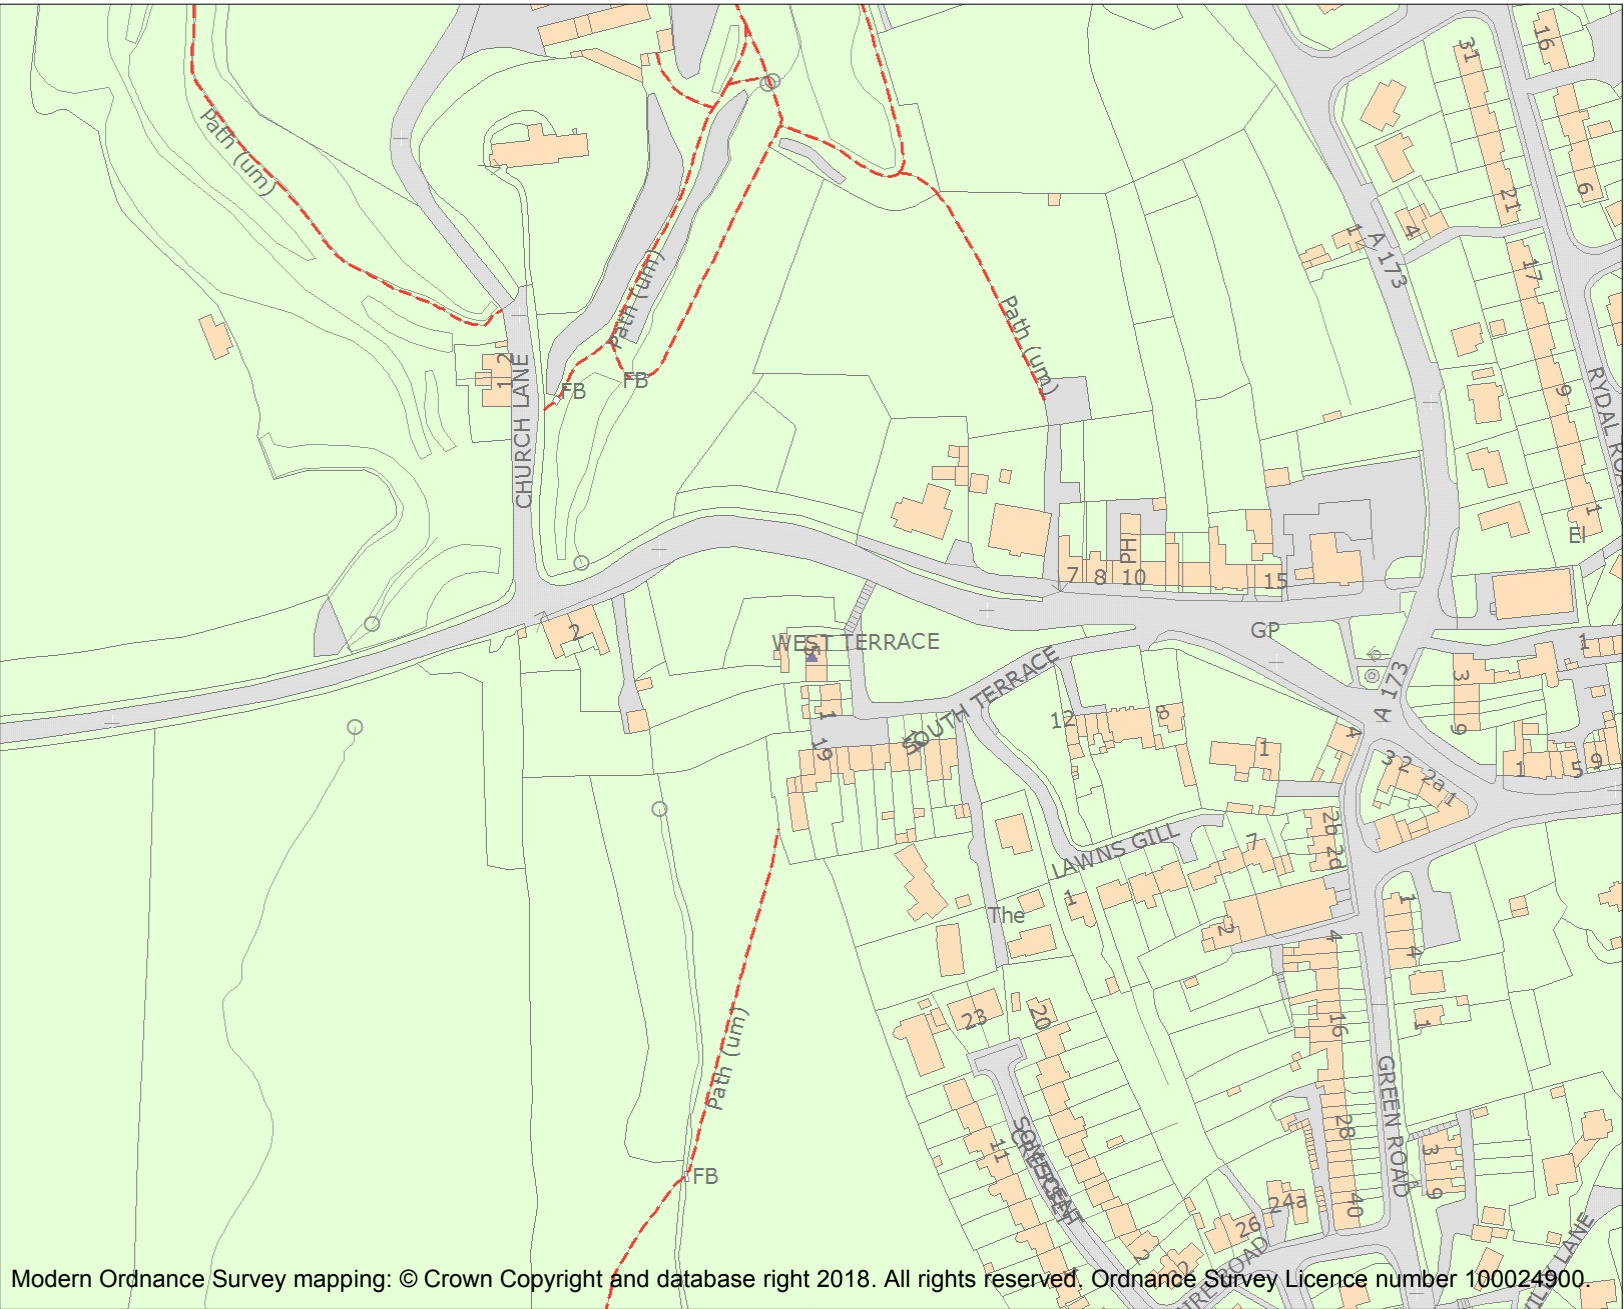 16
31
Path (um)
21
6
1
4
A 173
17
Path (um)
Path (um)
12
CHURCH LANE
FB
FB
9
RYDAL
1
El
PH
7
8
10
15
2
WEST TERRACE
5
GP
1
SOUTH TERRACE
A 173
3
12
8
1
19
1
4
9
3
2
2a
1
1
5
9
2b
2d
LAWNS GILL
7
1
The
1
2
4
4
23
20
16
1
Path (um)
GREEN ROAD
SOMERSET
CRESCENT
11
28
3
9
FB
24a
40
26
2
2
ROAD
LANE
Modern Ordnance Survey mapping: © Crown Copyright and database right 2018. All rights reserved. Ordnance Survey Licence number 100024900.